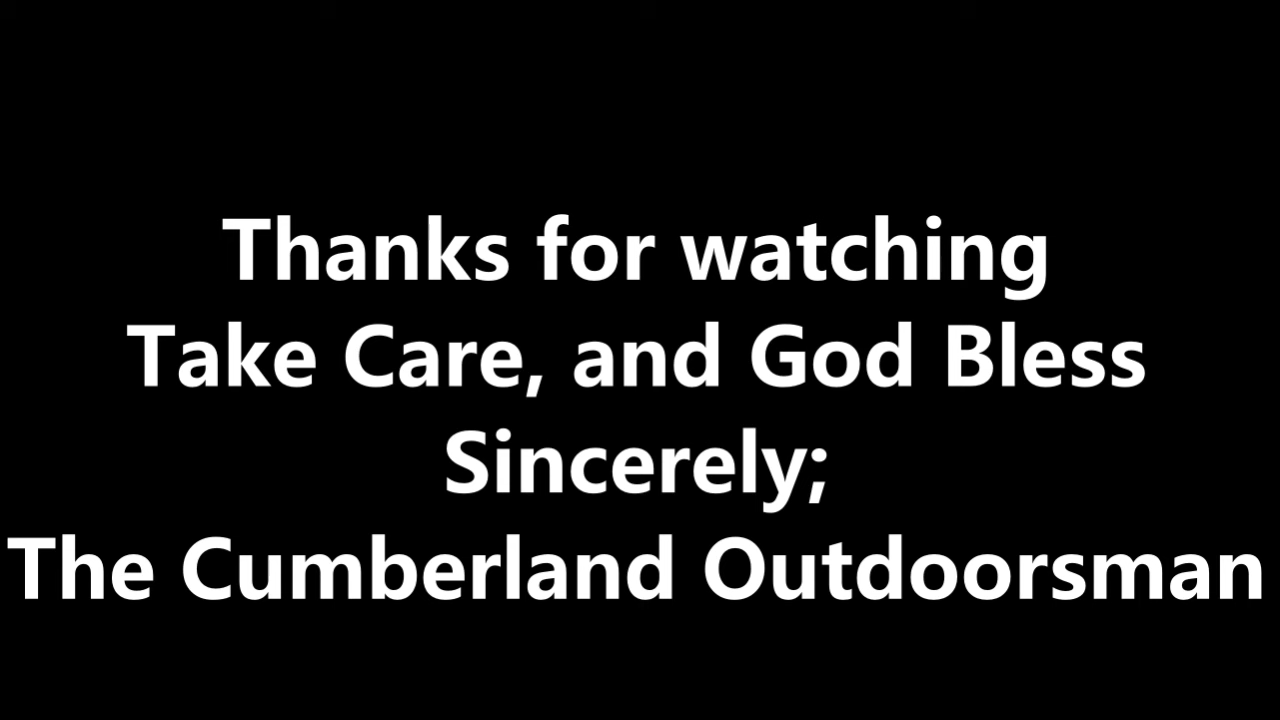 Thanks for watching
Take Care, and God Bless
Sincerely;
The Cumberland Outdoorsman